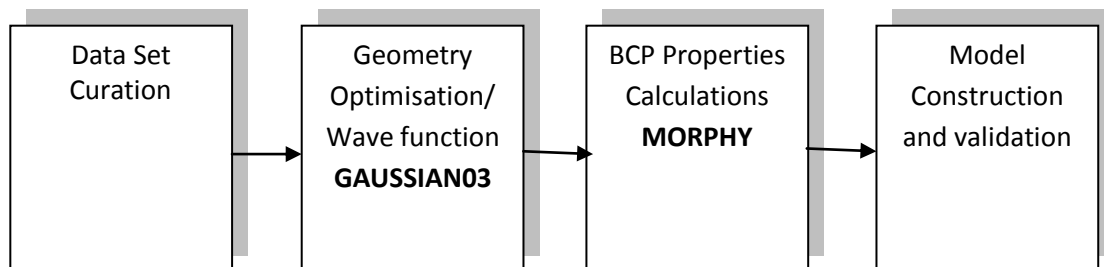 Data Set
Curation
Geometry
Optimisation/
Wave function
GAUSSIAN03
BCP Properties
Calculations
MORPHY
Model
Construction
and validation